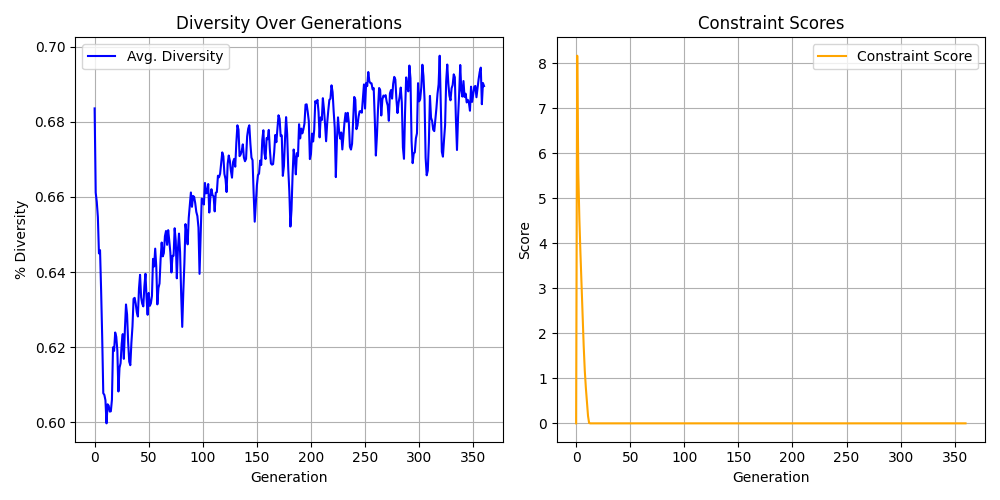 Diversity Over Generations
Avg. Diversity
% Diversity
0.70
0.68
0.66
0.64
0.62
0.60
0 50 100 150 200 250 300 350
Generation
Constraint Scores
Constraint Score
Score
8
7
6
5
4
3
2
1
0
0 50 100 150 200 250 300 350
Generation